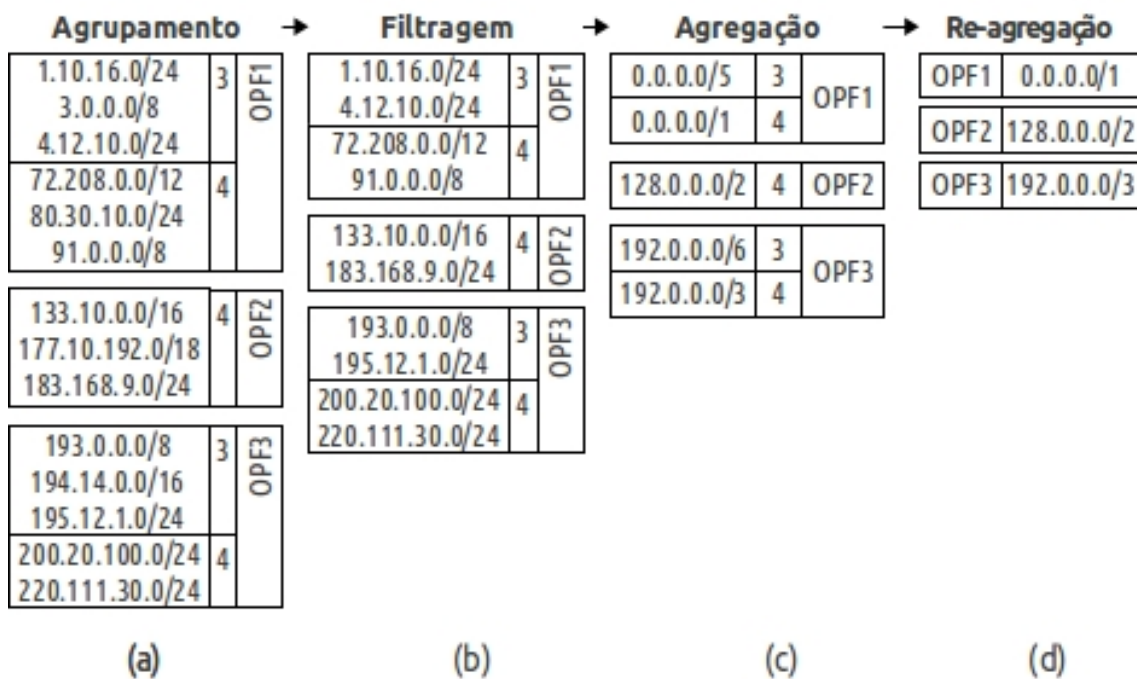 Agrupamento → Filtragem → Agregação → Re-agregação
1.10.16.0/24
3.0.0.0/8
4.12.10.0/24
3
OPF1
72.208.0.0/12
80.30.10.0/24
91.0.0.0/8
4
133.10.0.0/16
177.10.192.0/18
183.168.9.0/24
4
OPF2
193.0.0.0/8
194.14.0.0/16
195.12.1.0/24
3
OPF3
200.20.100.0/24
220.111.30.0/24
4
1.10.16.0/24
4.12.10.0/24
3
OPF1
72.208.0.0/12
91.0.0.0/8
4
133.10.0.0/16
183.168.9.0/24
4
OPF2
193.0.0.0/8
195.12.1.0/24
3
OPF3
200.20.100.0/24
220.111.30.0/24
4
0.0.0.0/5 3
OPF1
0.0.0.0/1 4
128.0.0.0/2 4 OPF2
192.0.0.0/6 3
OPF3
192.0.0.0/3 4
OPF1 0.0.0.0/1
OPF2 128.0.0.0/2
OPF3 192.0.0.0/3
(a) (b) (c) (d)